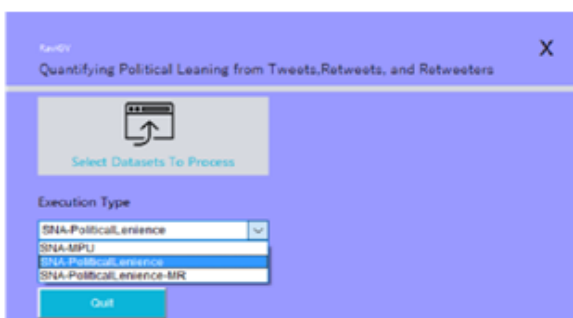 X
Quantifying Political Leaning from Tweets,Retweets, and Retweeters
Select Datasets To Process
Execution Type
SNA-PoliticalLenience
SNA-MPU
SNA-PoliticalLenience
SNA-PoliticalLenience-MR
Quit